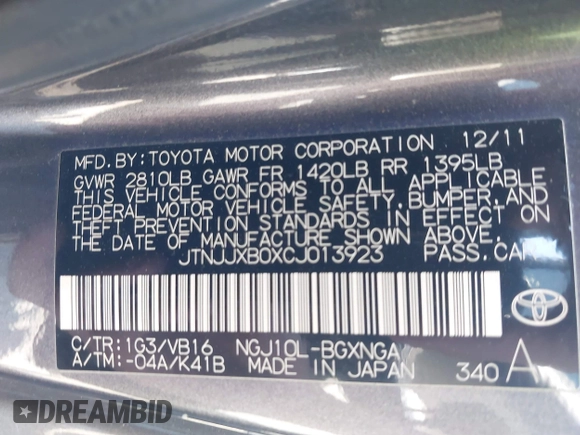 MFD.BY:TOYOTA MOTOR CORPORATION 12/11
GVWR 2810LB GAWR FR 1420LB RR 1395LB
THIS VEHICLE CONFORMS TO ALL APPLICABLE
FEDERAL MOTOR VEHICLE SAFETY,BUMPER,AND
THEFT PREVENTION STANDARDS IN EFFECT ON
THE DATE OF MANUFACTURE SHOWN ABOVE.
JTNJJXB0XCJ013923 PASS.CAR
C/TR:1G3/VB16 NGJ10L-BGXNGA
A/TM:-04A/K41B MADE IN JAPAN 340 A
DREAMBID